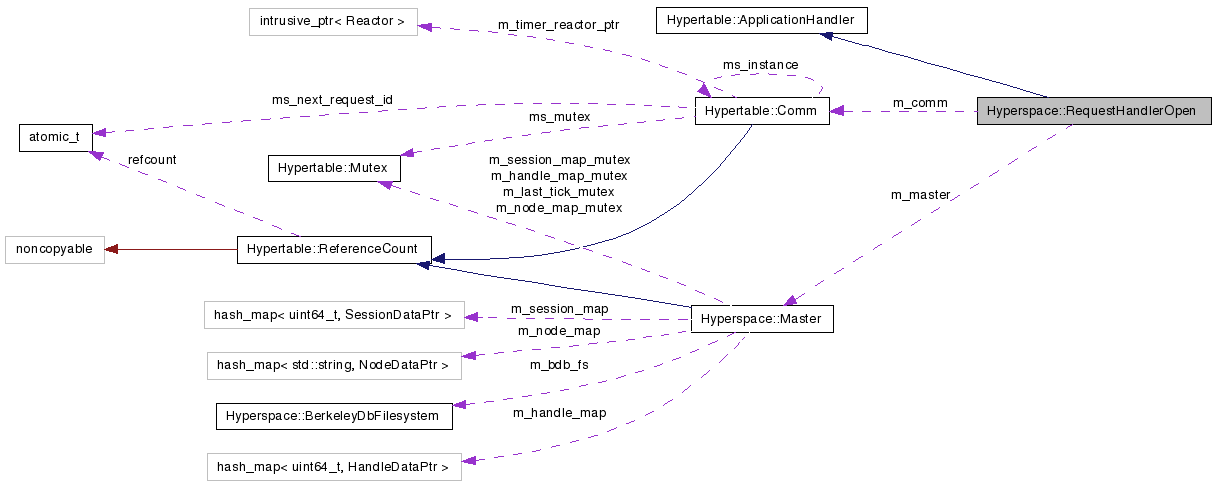 intrusive_ptr< Reactor >
m_timer_reactor_ptr
Hypertable::ApplicationHandler
ms_instance
ms_next_request_id
ms_mutex
Hypertable::Comm
m_comm
Hyperspace::RequestHandlerOpen
atomic_t
refcount
Hypertable::Mutex
m_session_map_mutex
m_handle_map_mutex
m_last_tick_mutex
m_node_map_mutex
m_master
noncopyable
Hypertable::ReferenceCount
hash_map< uint64_t, SessionDataPtr >
m_session_map
Hyperspace::Master
m_node_map
hash_map< std::string, NodeDataPtr >
m_bdb_fs
Hyperspace::BerkeleyDbFilesystem
m_handle_map
hash_map< uint64_t, HandleDataPtr >